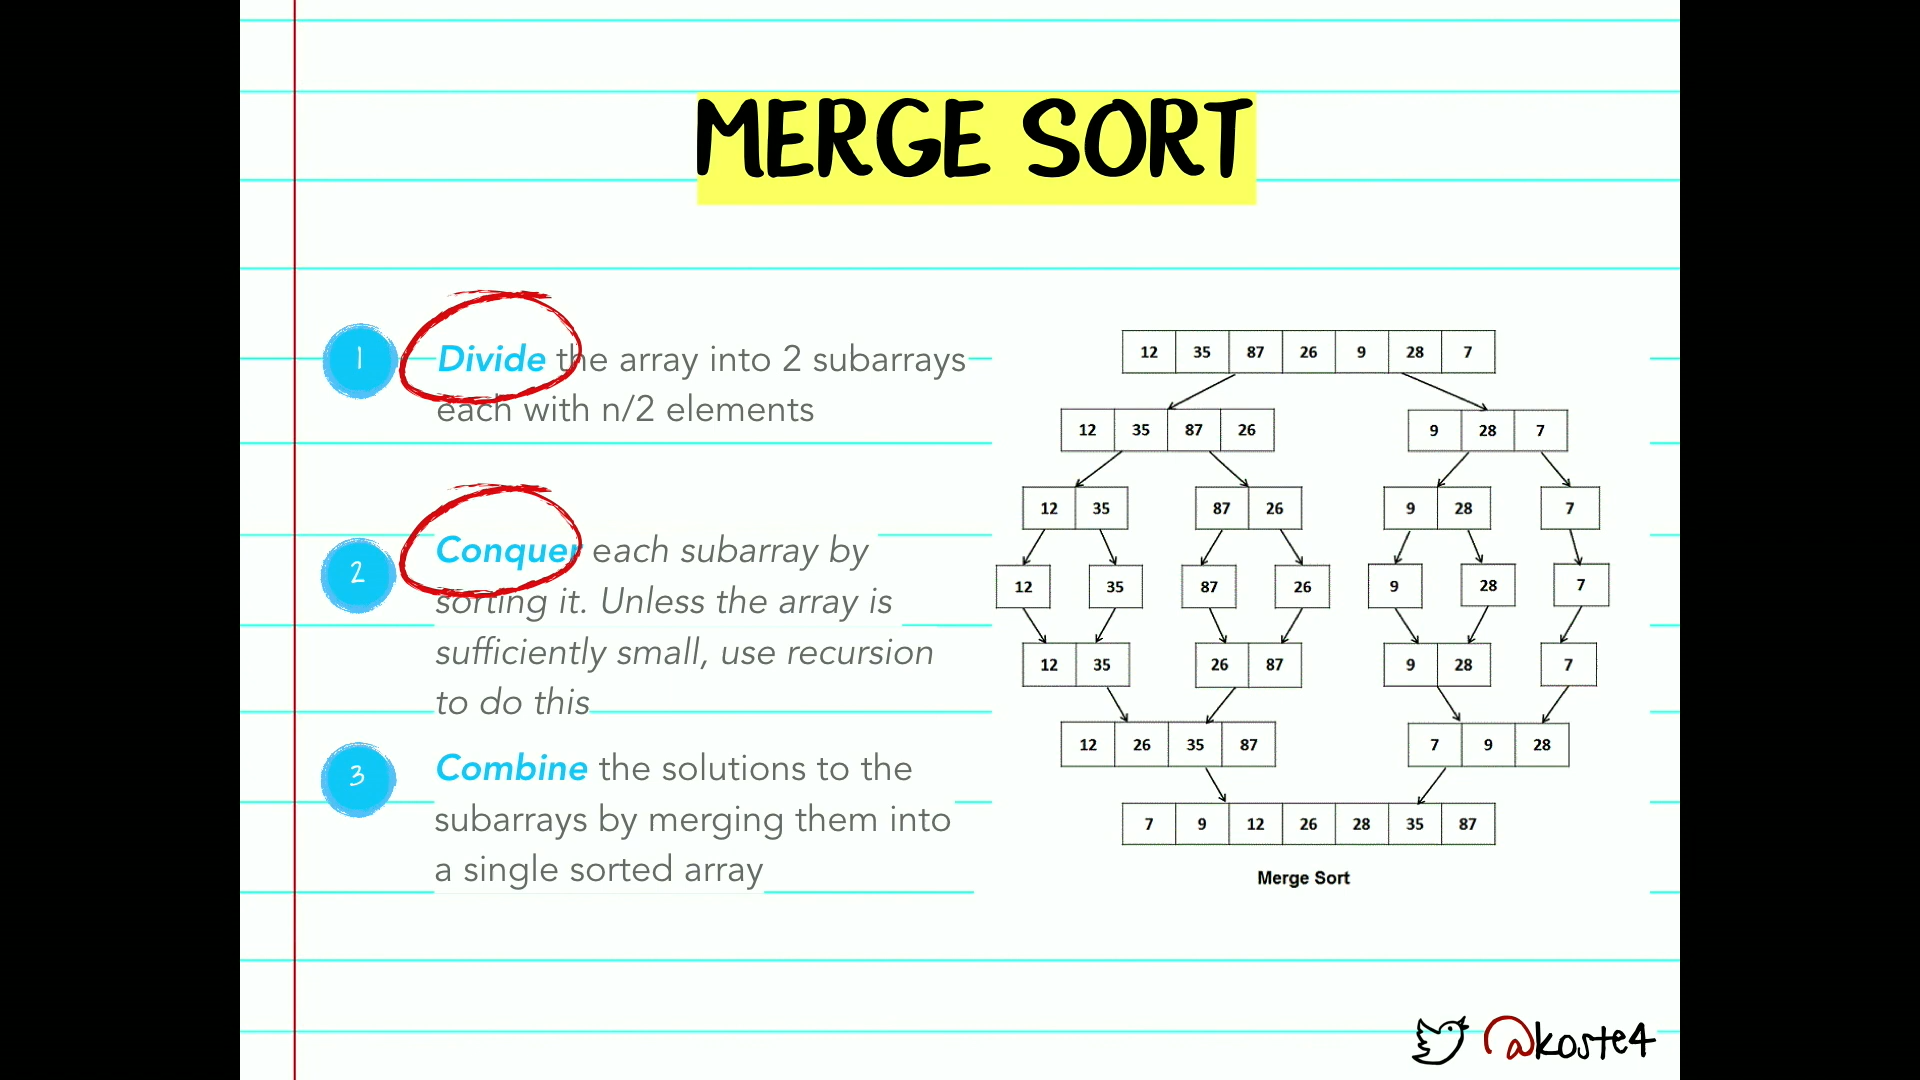 MERGE SORT
1
Divide the array into 2 subarrays
each with n/2 elements
2
Conquer each subarray by
sorting it. Unless the array is
sufficiently small, use recursion
to do this
3
Combine the solutions to the
subarrays by merging them into
a single sorted array
12 35 87 26 9 28 7
12 35 87 26 9 28 7
12 35 87 26 9 28 7
12 35 87 26 9 28 7
12 35 26 87 9 28 7
12 26 35 87 7 9 28
7 9 12 26 28 35 87
Merge Sort
@koste4